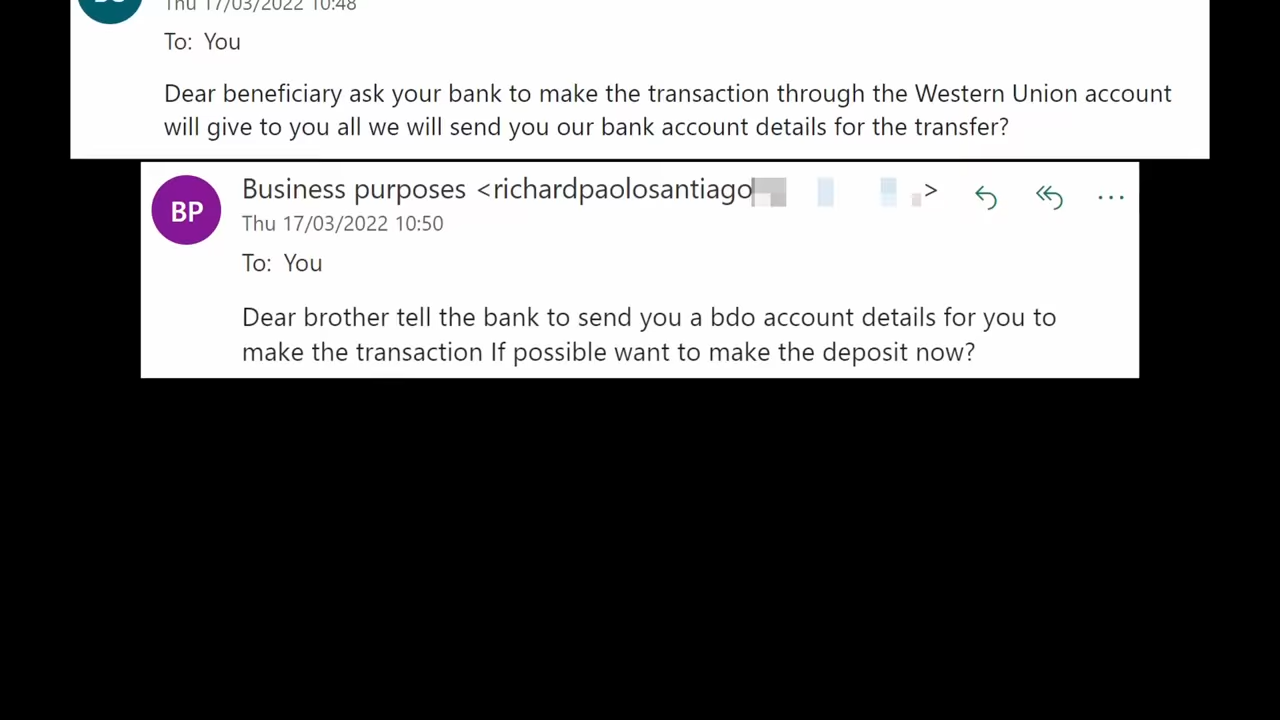 Thu 17/03/2022 10:48
To: You
Dear beneficiary ask your bank to make the transaction through the Western Union account
will give to you all we will send you our bank account details for the transfer?
BP
Business purposes <richardpaolosantiago >
Thu 17/03/2022 10:50
To: You
Dear brother tell the bank to send you a bdo account details for you to
make the transaction If possible want to make the deposit now?